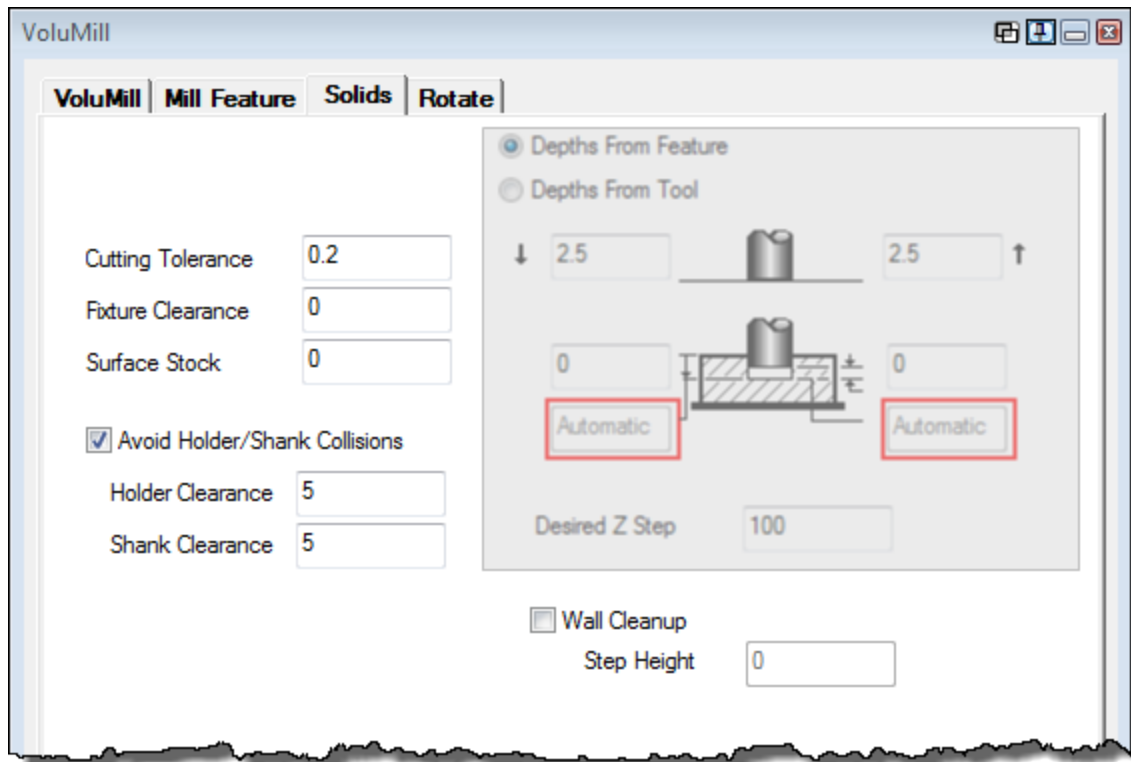 VoluMill
VoluMill Mill Feature Solids Rotate
Depths From Feature
Depths From Tool
Cutting Tolerance 0.2
Fixture Clearance 0
Surface Stock 0
↓ 2.5 2.5 ↑
0 0
Automatic Automatic
Avoid Holder/Shank Collisions
Holder Clearance 5
Shank Clearance 5
Desired Z Step 100
Wall Cleanup
Step Height 0